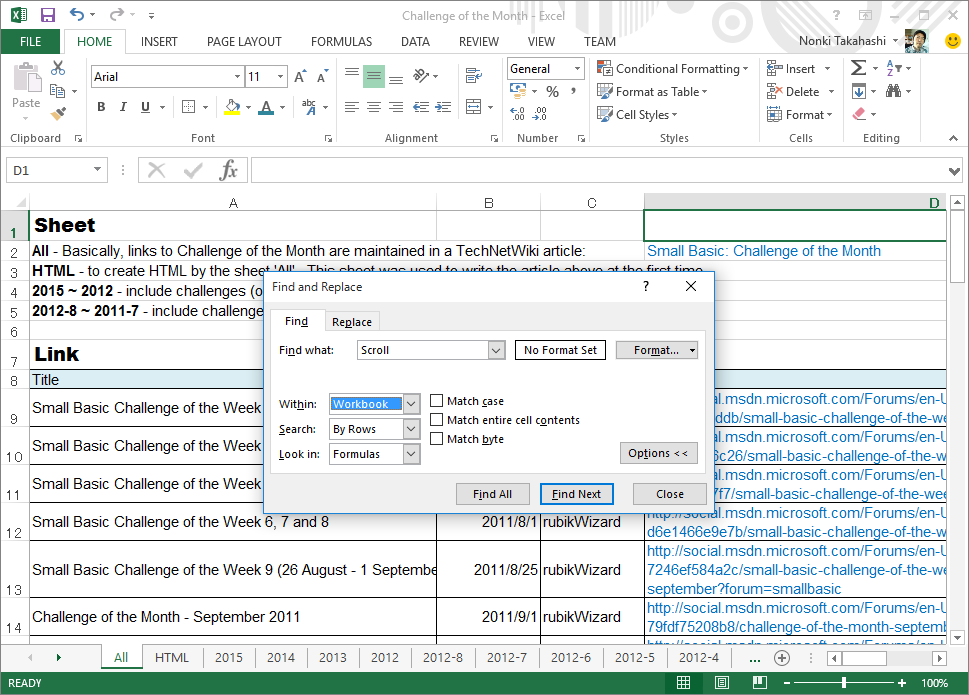 Challenge of the Month - Excel
FILE HOME INSERT PAGE LAYOUT FORMULAS DATA REVIEW VIEW TEAM Nonki Takahashi
Paste
Arial 11
B I U A abc
General
% ,
Conditional Formatting
Format as Table
Cell Styles
Insert
Delete
Format
Clipboard Font Alignment Number Styles Cells Editing
D1 fx
A B C D
1 Sheet
2 All - Basically, links to Challenge of the Month are maintained in a TechNetWiki article: Small Basic: Challenge of the Month
3 HTML - to create HTML by the sheet 'All'. This sheet was used to write the article above at the first time.
4 2015 ~ 2012 - include challenges (o
5 2012-8 ~ 2011-7 - include challenge
6
7 Link
8 Title
9 Small Basic Challenge of the Week
10 Small Basic Challenge of the Week
11 Small Basic Challenge of the Week
12 Small Basic Challenge of the Week 6, 7 and 8 2011/8/1 rubikWizard
13 Small Basic Challenge of the Week 9 (26 August - 1 Septembe 2011/8/25 rubikWizard
14 Challenge of the Month - September 2011 2011/9/1 rubikWizard
al.msdn.microsoft.com/Forums/en-U
ddb/small-basic-challenge-of-the-we
al.msdn.microsoft.com/Forums/en-U
6c26/small-basic-challenge-of-the-w
al.msdn.microsoft.com/Forums/en-U
7f7/small-basic-challenge-of-the-wee
http://social.msdn.microsoft.com/Forums/en-U
d6e1466e9e7b/small-basic-challenge-of-the-w
http://social.msdn.microsoft.com/Forums/en-U
7246ef584a2c/small-basic-challenge-of-the-we
september?forum=smallbasic
http://social.msdn.microsoft.com/Forums/en-U
79fdf75208b8/challenge-of-the-month-septemb
Find and Replace ?
Find Replace
Find what: Scroll No Format Set Format...
Within: Workbook Match case
Match entire cell contents
Search: By Rows Match byte
Look in: Formulas Options <<
Find All Find Next Close
All HTML 2015 2014 2013 2012 2012-8 2012-7 2012-6 2012-5 2012-4 ...
READY 100%